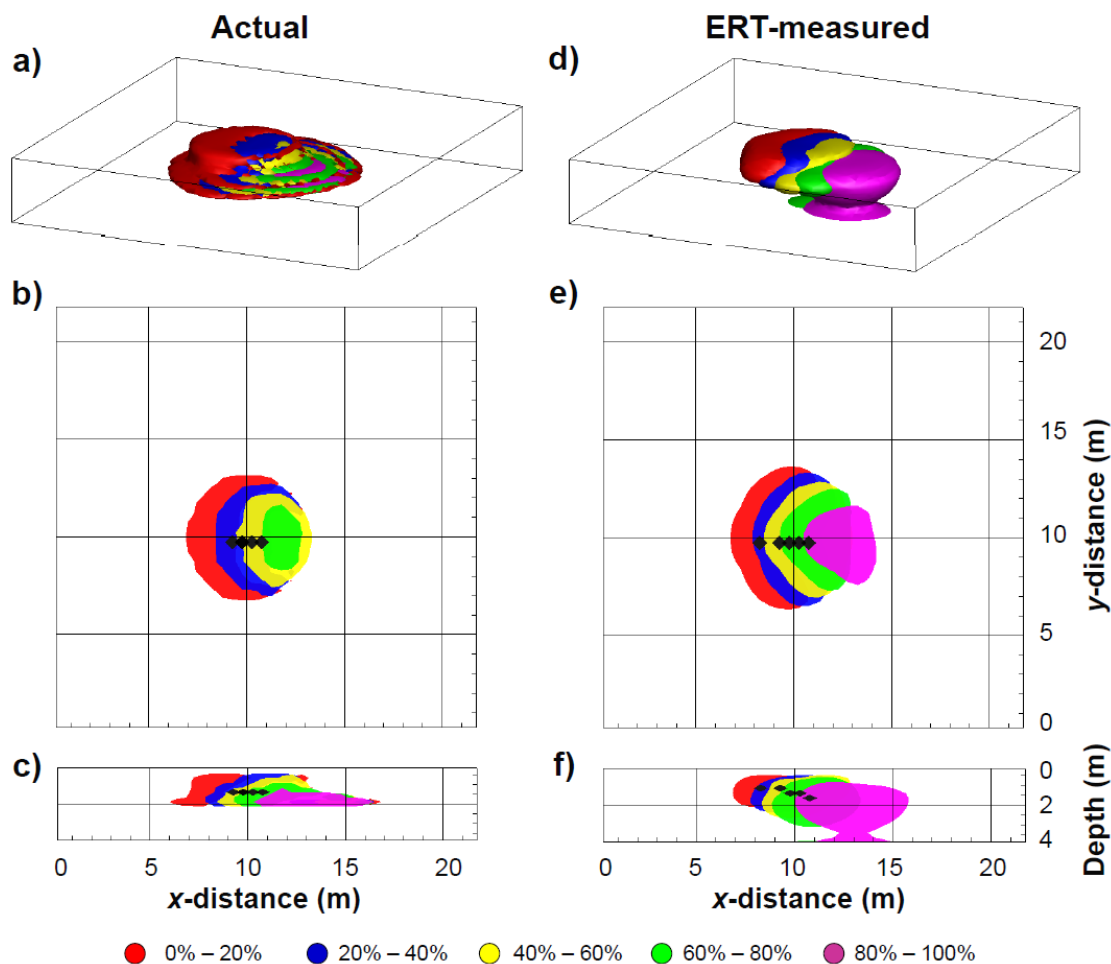 Actual
ERT-measured
a)
d)
b)
e)
20
15
10
5
0
y-distance (m)
c)
f)
0
2
4
Depth (m)
0 5 10 15 20
0 5 10 15 20
x-distance (m)
x-distance (m)
0% – 20% 20% – 40% 40% – 60% 60% – 80% 80% – 100%